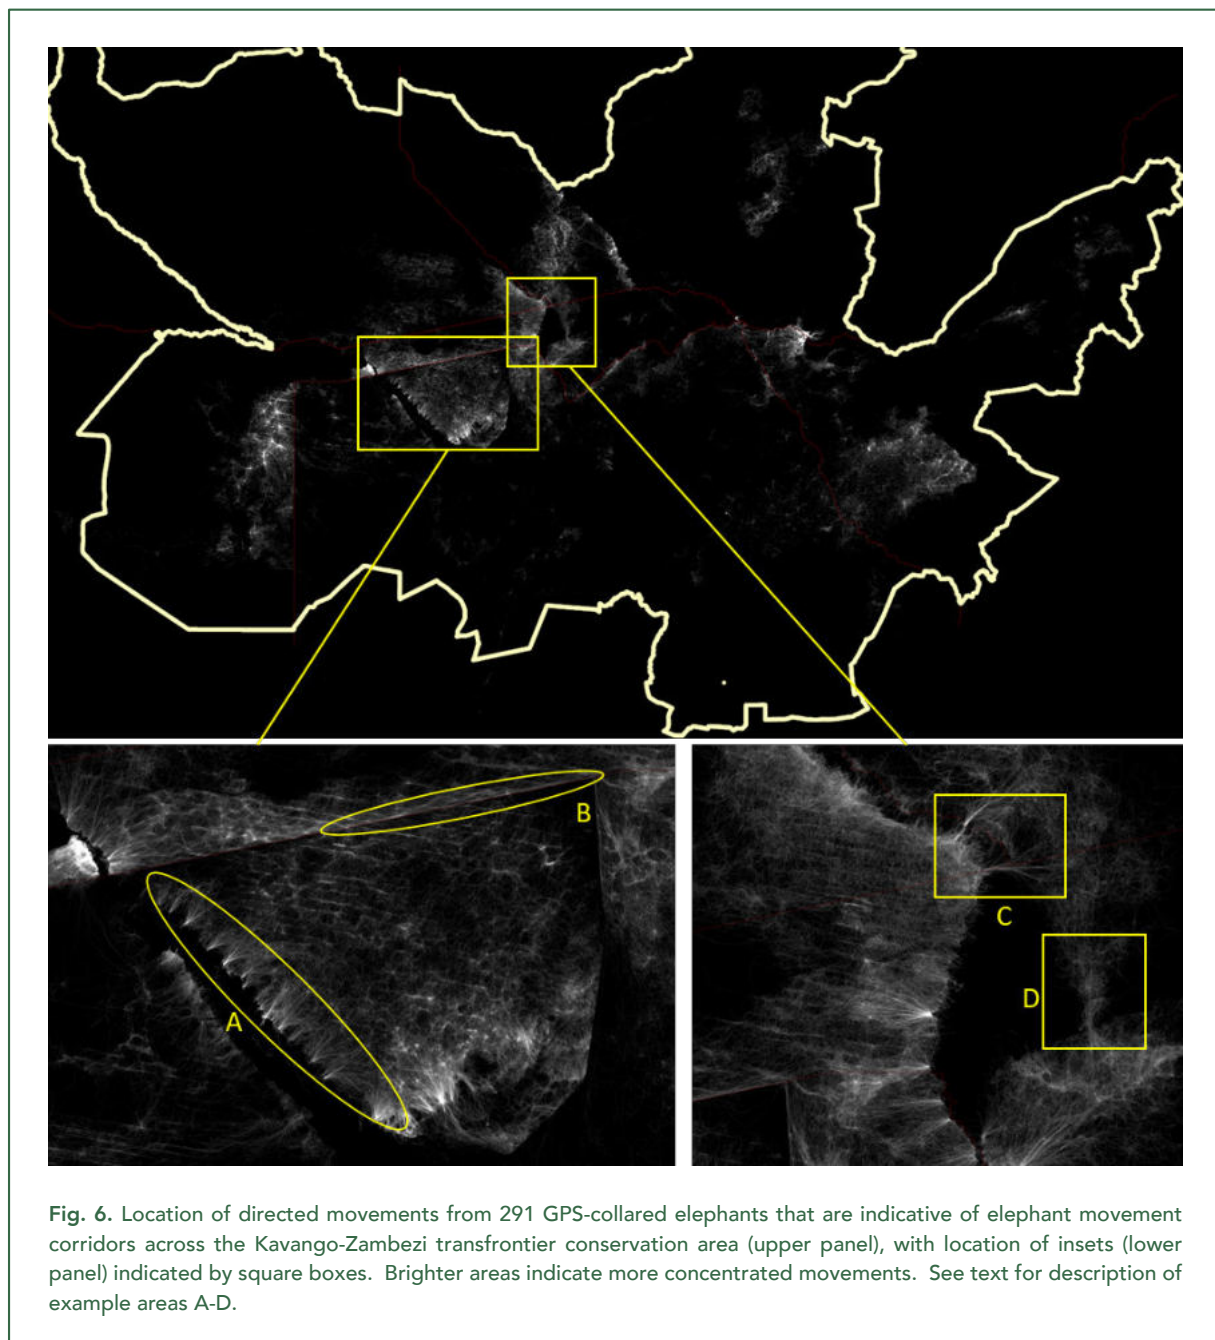 B
A
C
D
Fig. 6. Location of directed movements from 291 GPS-collared elephants that are indicative of elephant movement
corridors across the Kavango-Zambezi transfrontier conservation area (upper panel), with location of insets (lower
panel) indicated by square boxes. Brighter areas indicate more concentrated movements. See text for description of
example areas A-D.